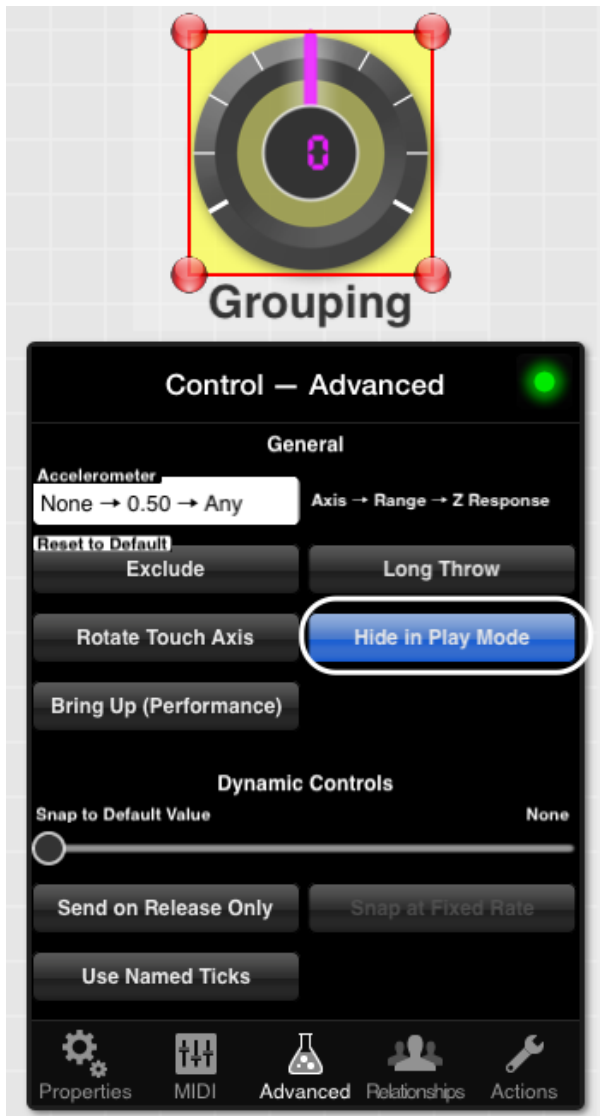 0
Grouping
Control — Advanced
General
Accelerometer
None → 0.50 → Any
Axis → Range → Z Response
Reset to Default
Exclude
Long Throw
Rotate Touch Axis
Hide in Play Mode
Bring Up (Performance)
Dynamic Controls
Snap to Default Value
None
Send on Release Only
Snap at Fixed Rate
Use Named Ticks
Properties
MIDI
Advanced
Relationships
Actions